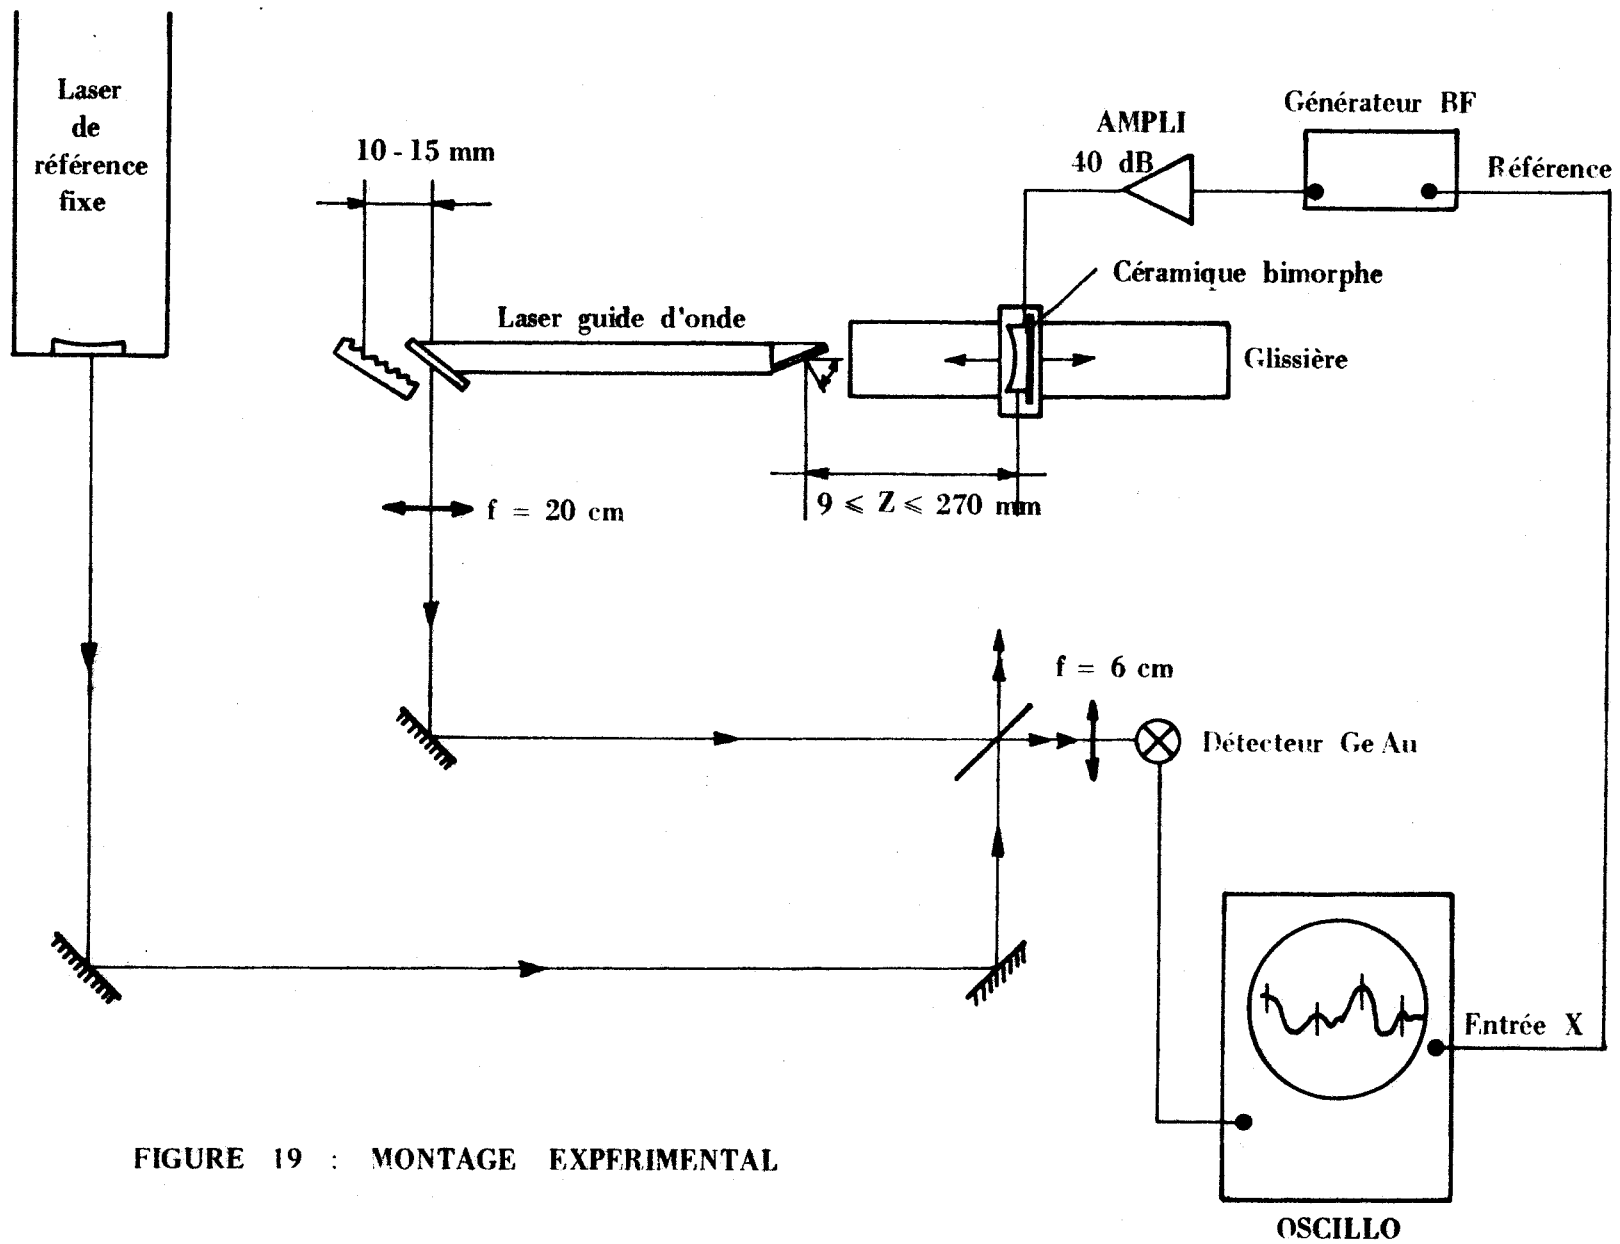 Laser
de
référence
fixe
10 - 15 mm
Laser guide d'onde
AMPLI
40 dB
Générateur BF
Référence
Céramique bimorphe
Glissière
9 ⩽ Z ⩽ 270 mm
f = 20 cm
f = 6 cm
Détecteur Ge Au
Entrée X
FIGURE 19 : MONTAGE EXPERIMENTAL
OSCILLO